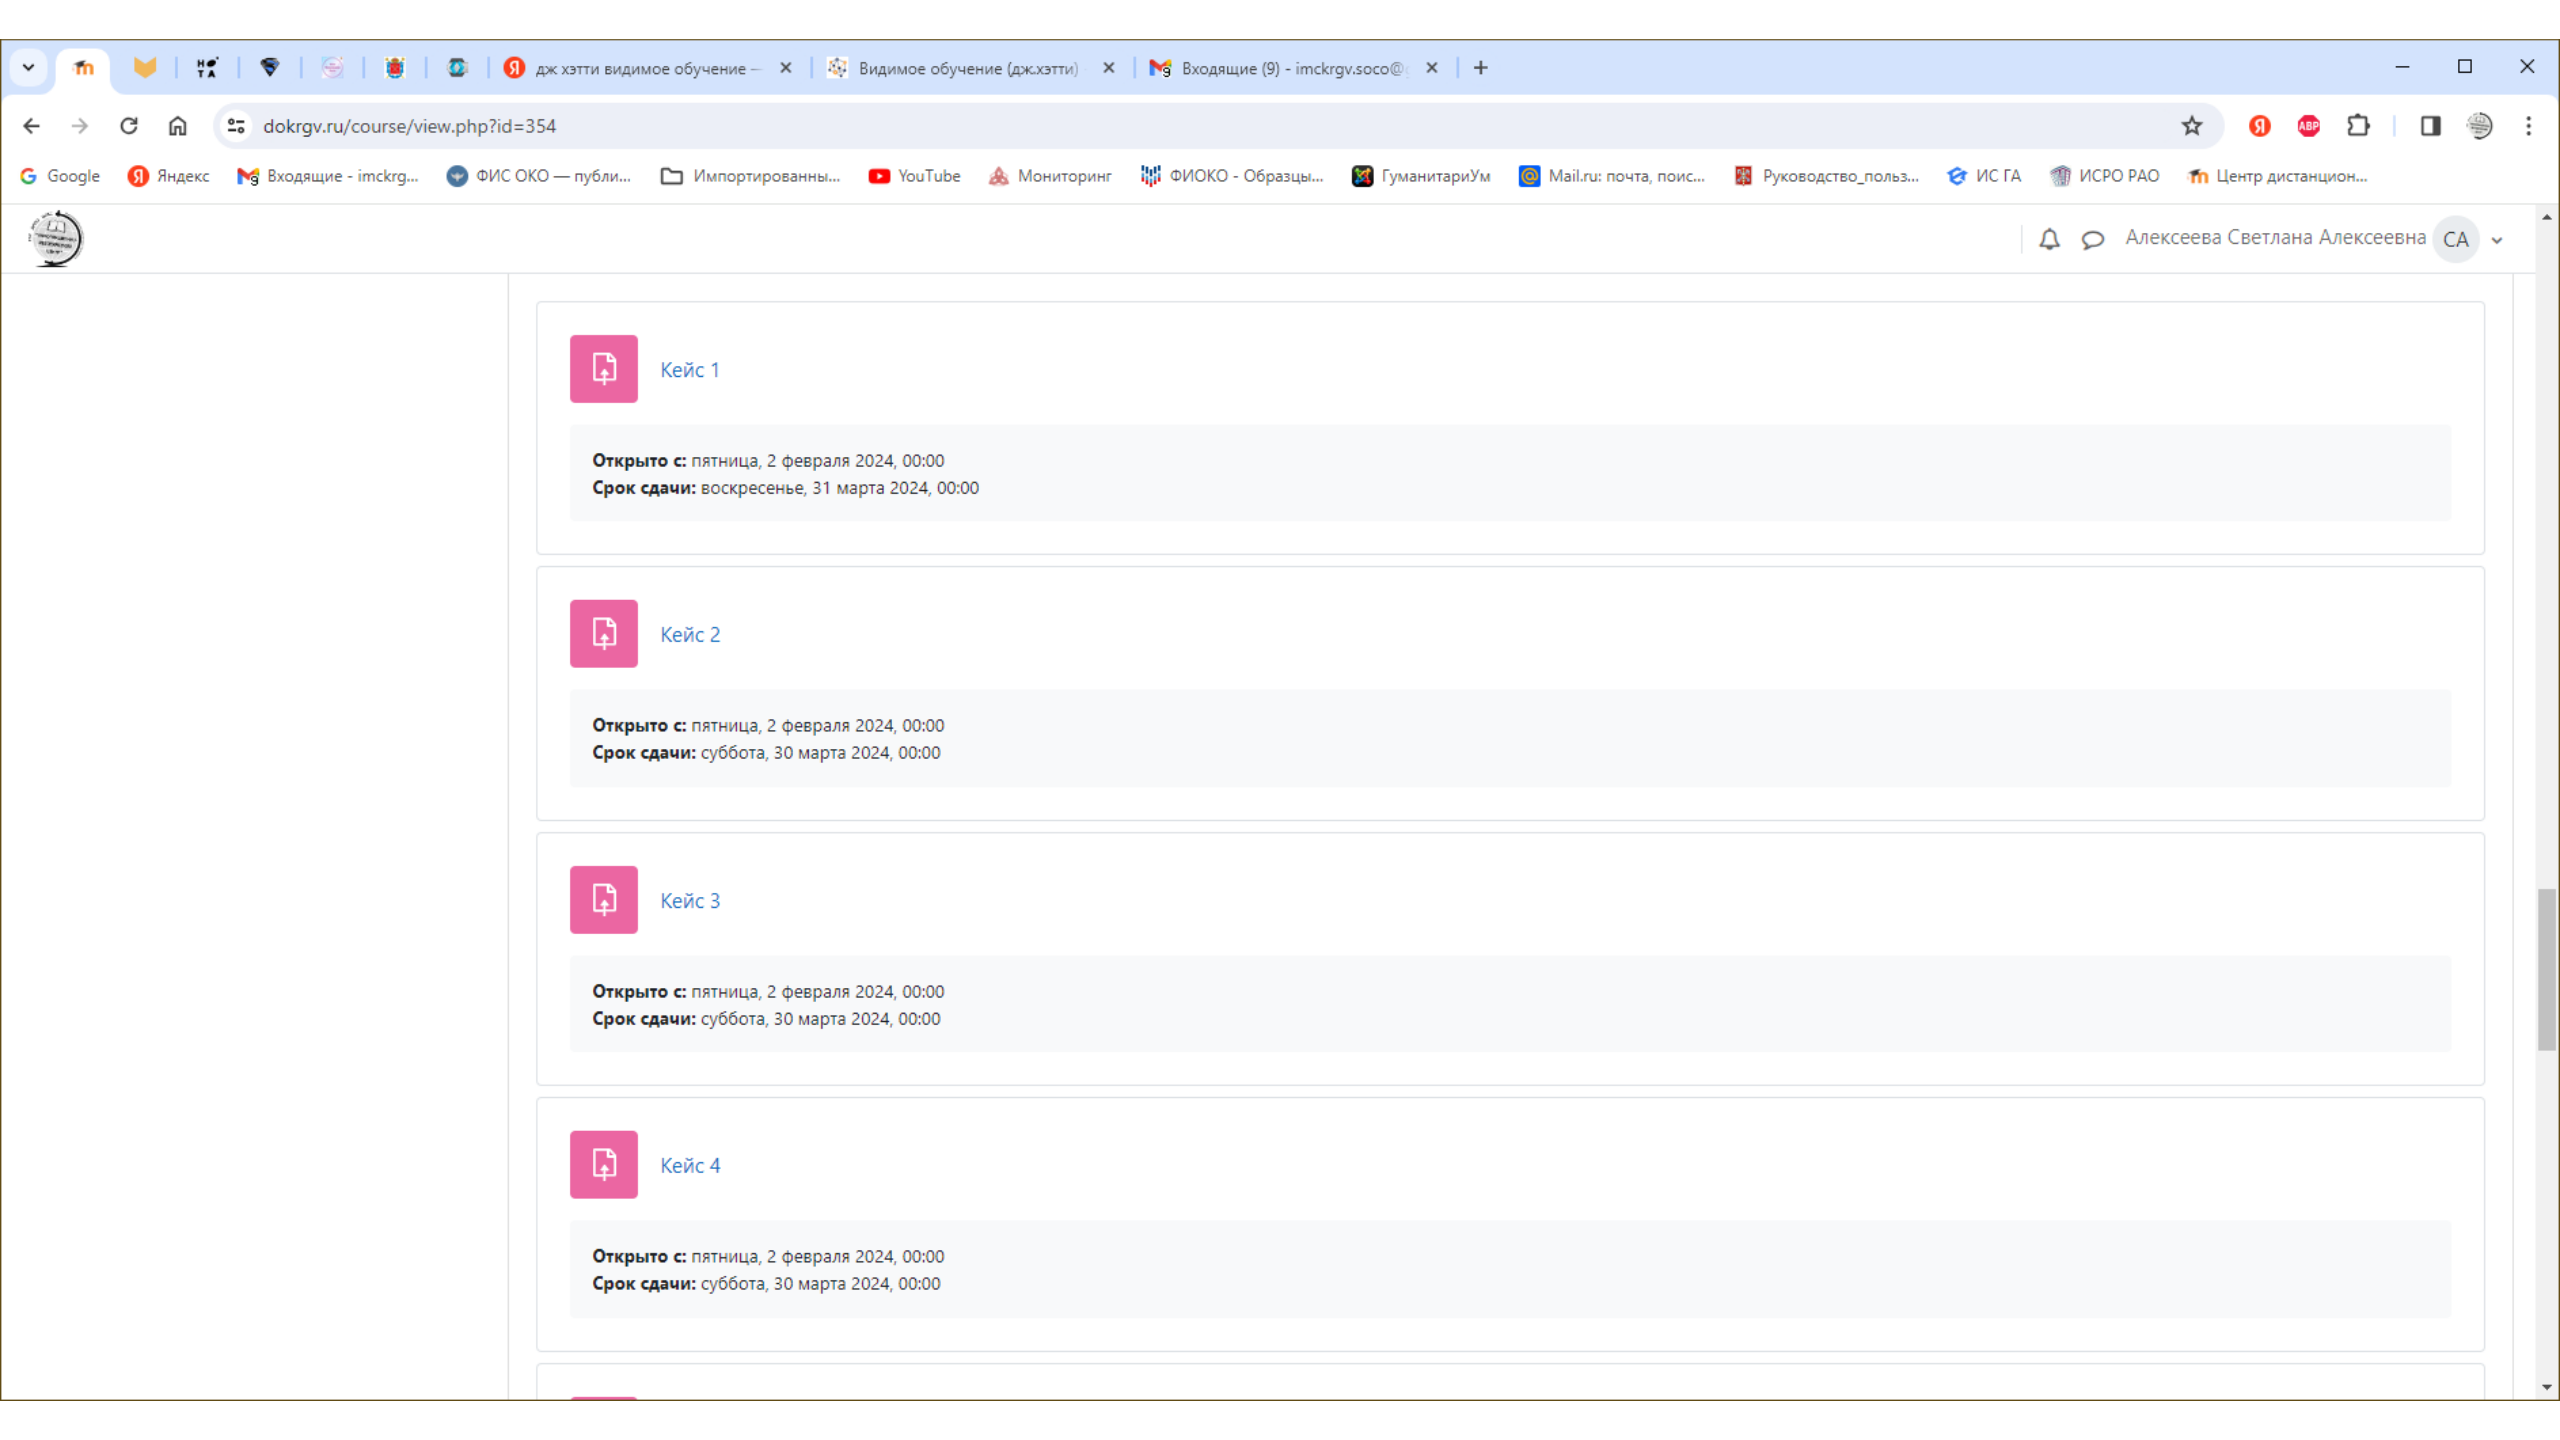 дж хэтти видимое обучение —
Видимое обучение (дж.хэтти)
Входящие (9) - imckrgv.soco@
dokrgv.ru/course/view.php?id=354
ABP
Google
Яндекс
Входящие - imckrg...
ФИС ОКО — публи...
Импортированны...
YouTube
Мониторинг
ФИОКО - Образцы...
ГуманитариУм
Mail.ru: почта, поис...
Руководство_польз...
ИС ГА
ИСРО РАО
Центр дистанцион...
Алексеева Светлана Алексеевна
СА
Кейс 1
Открыто с: пятница, 2 февраля 2024, 00:00
Срок сдачи: воскресенье, 31 марта 2024, 00:00
Кейс 2
Открыто с: пятница, 2 февраля 2024, 00:00
Срок сдачи: суббота, 30 марта 2024, 00:00
Кейс 3
Открыто с: пятница, 2 февраля 2024, 00:00
Срок сдачи: суббота, 30 марта 2024, 00:00
Кейс 4
Открыто с: пятница, 2 февраля 2024, 00:00
Срок сдачи: суббота, 30 марта 2024, 00:00